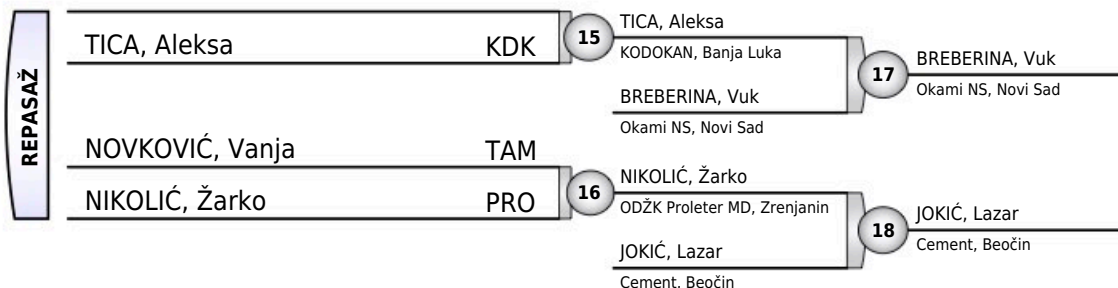 REPASAŽ
TICA, Aleksa KDK
NOVKOVIĆ, Vanja TAM
NIKOLIĆ, Žarko PRO
15
16
TICA, Aleksa
KODOKAN, Banja Luka
BREBERINA, Vuk
Okami NS, Novi Sad
NIKOLIĆ, Žarko
ODŽK Proleter MD, Zrenjanin
JOKIĆ, Lazar
Cement, Beočin
17
18
BREBERINA, Vuk
Okami NS, Novi Sad
JOKIĆ, Lazar
Cement, Beočin